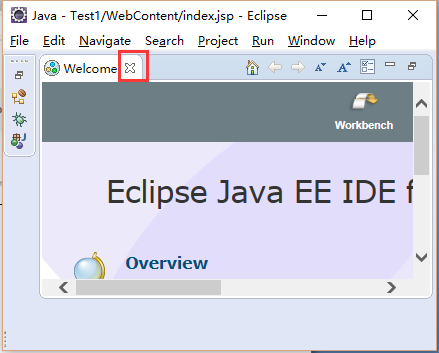 Java - Test1/WebContent/index.jsp - Eclipse
File Edit Navigate Search Project Run Window Help
Welcome
Workbench
Eclipse Java EE IDE f
Overview